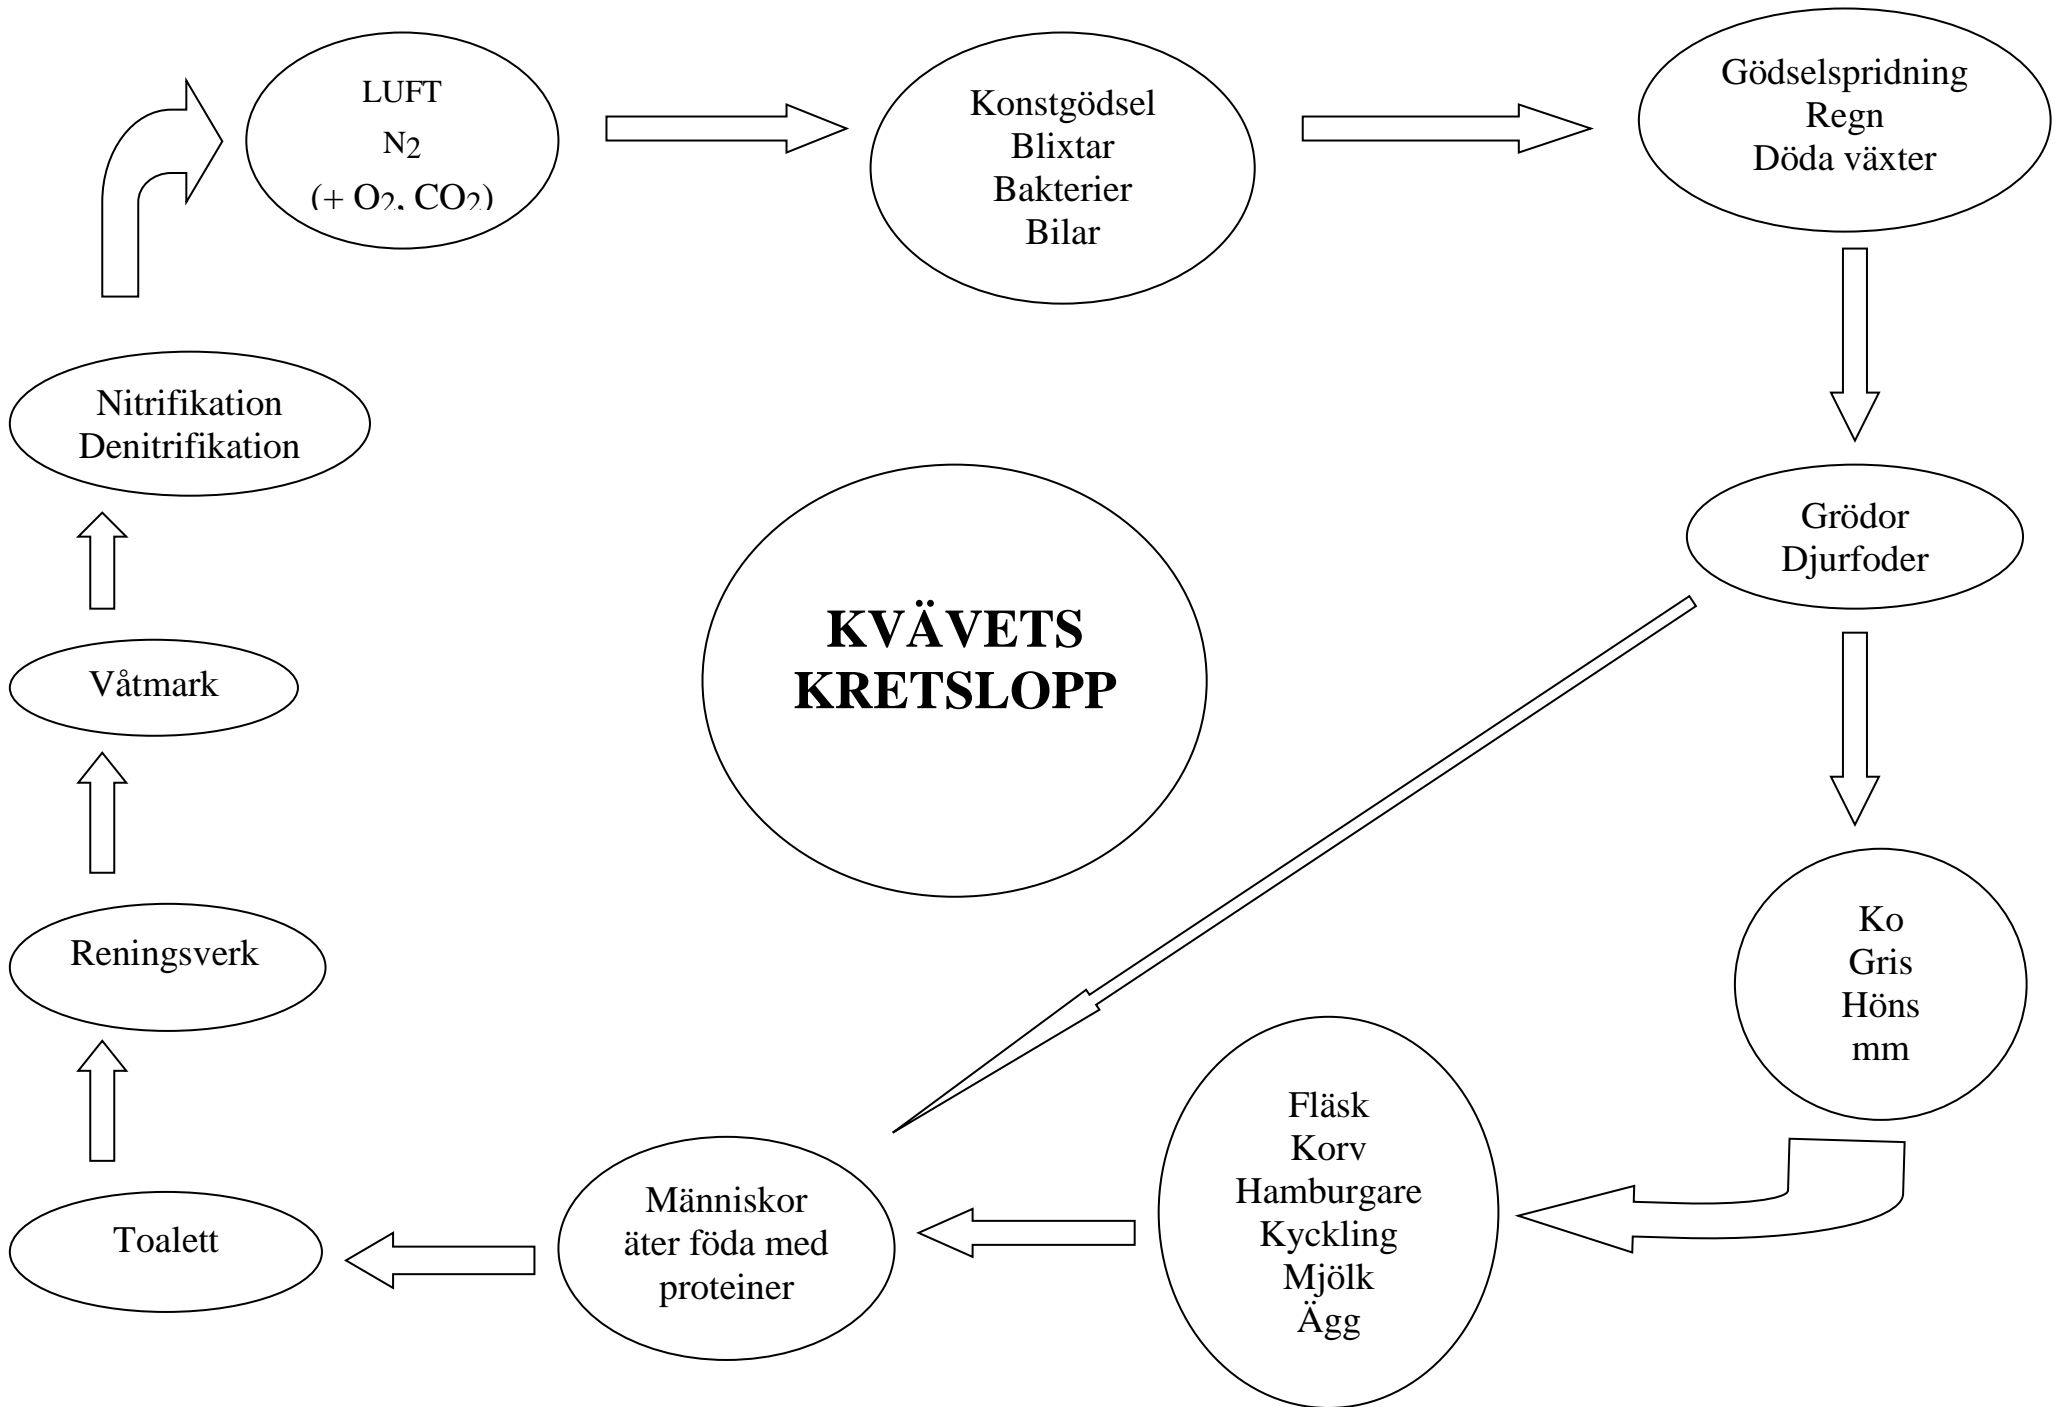 LUFT
N2
(+ O2, CO2)
Konstgödsel
Blixtar
Bakterier
Bilar
Gödselspridning
Regn
Döda växter
Grödor
Djurfoder
Ko
Gris
Höns
mm
Fläsk
Korv
Hamburgare
Kyckling
Mjölk
Ägg
Människor
äter föda med
proteiner
Toalett
Reningsverk
Våtmark
Nitrifikation
Denitrifikation
KVÄVETS
KRETSLOPP